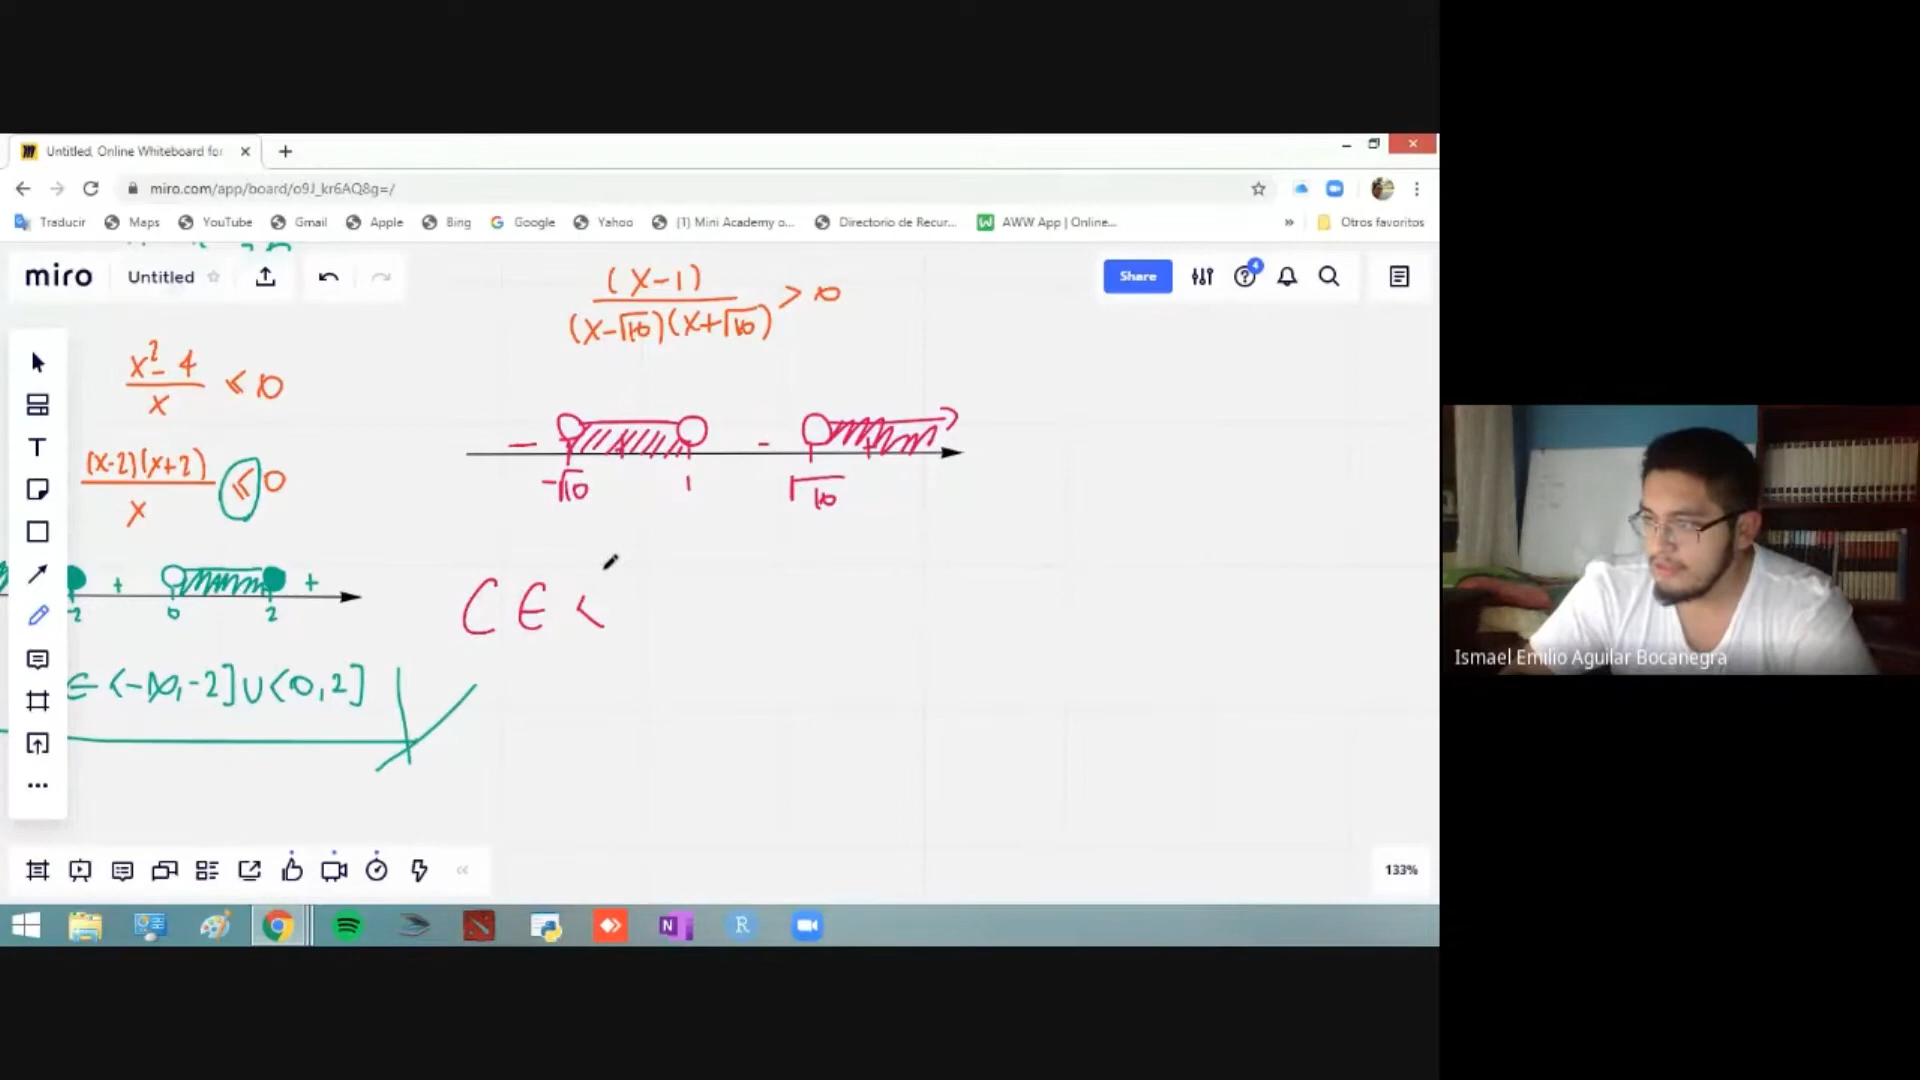 Untitled, Online Whiteboard for
miro.com/app/board/o9J_kr6AQ8g=/
Traducir Maps YouTube Gmail Apple Bing Google Yahoo (1) Mini Academy o... Directorio de Recur... AWW App | Online... » Otros favoritos
miro Untitled
Share
4
(x-1)
/(x-√10)(x+√10) > 0
x²-4
/x ≤ 0
(x-2)(x+2)
/x ≤ 0
- -
-√10 1 √10
+ +
-2 0 2
C ∈ <
∈ <-∞,-2] ∪ <0,2]
133%
Ismael Emilio Aguilar Bocanegra